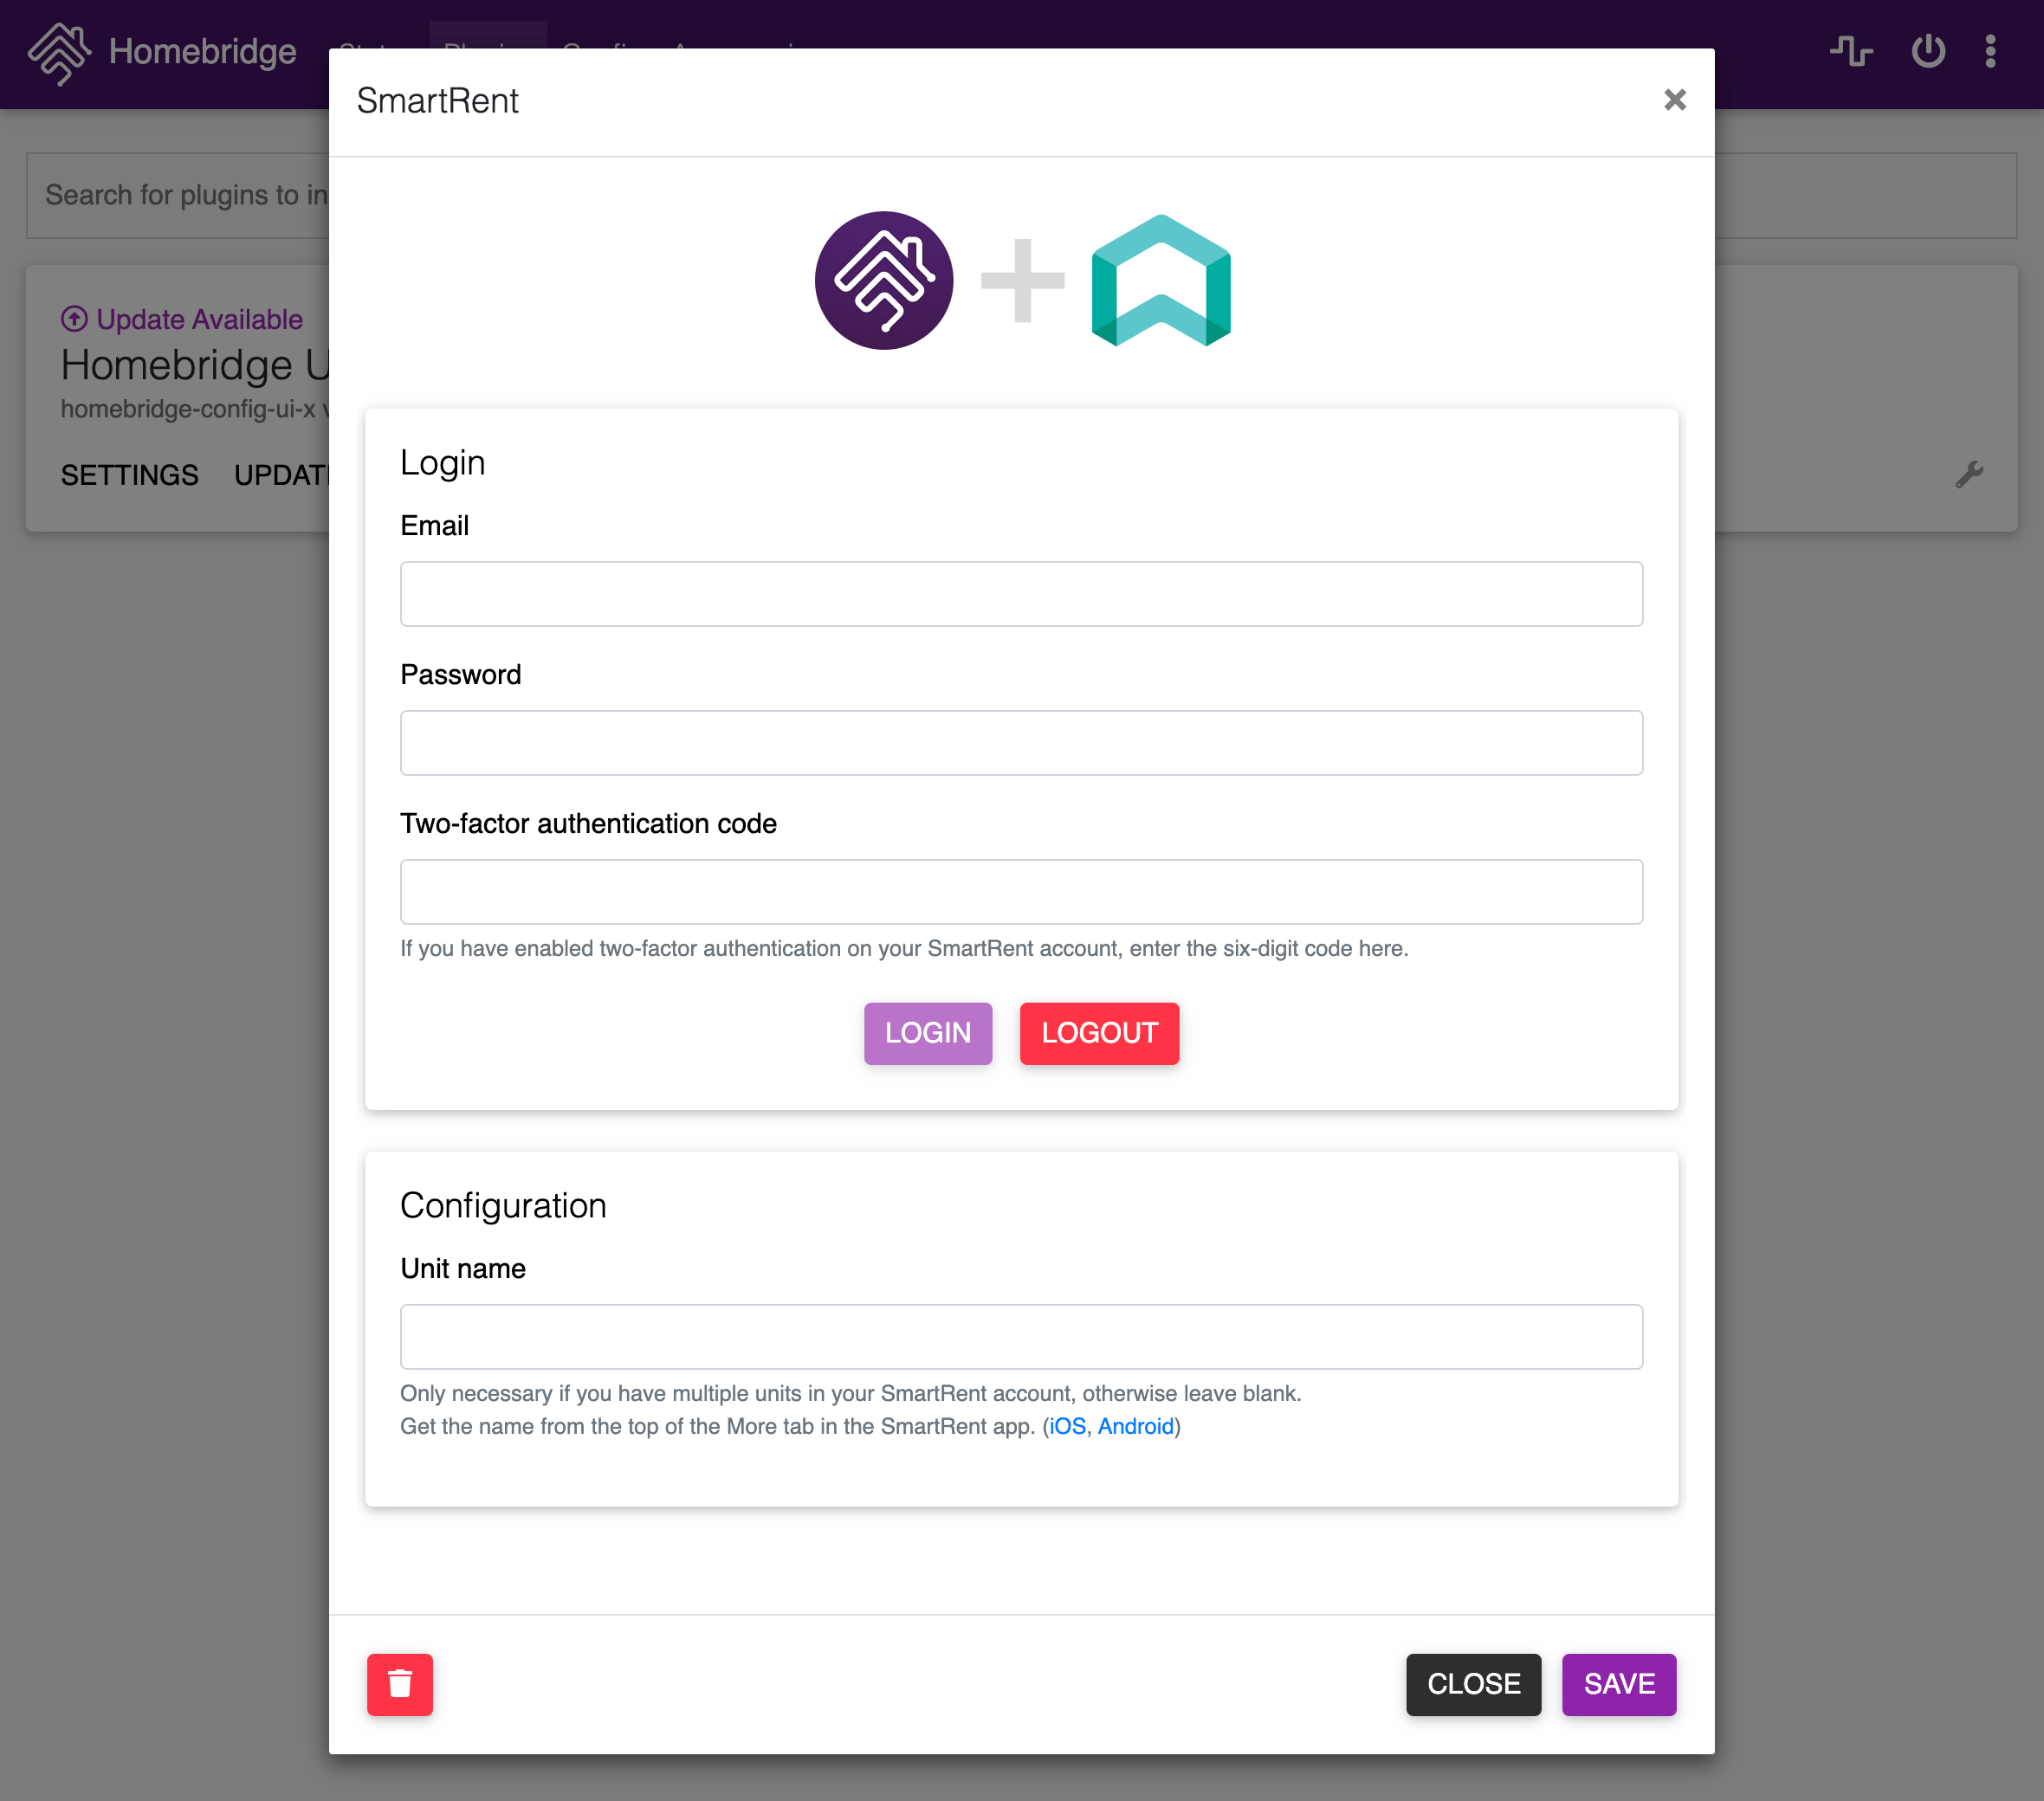 Homebridge
SmartRent
Search for plugins to in
Update Available
Homebridge U
homebridge-config-ui-x v
SETTINGS UPDAT
Login
Email
Password
Two-factor authentication code
If you have enabled two-factor authentication on your SmartRent account, enter the six-digit code here.
LOGIN LOGOUT
Configuration
Unit name
Only necessary if you have multiple units in your SmartRent account, otherwise leave blank.
Get the name from the top of the More tab in the SmartRent app. (iOS, Android)
CLOSE SAVE